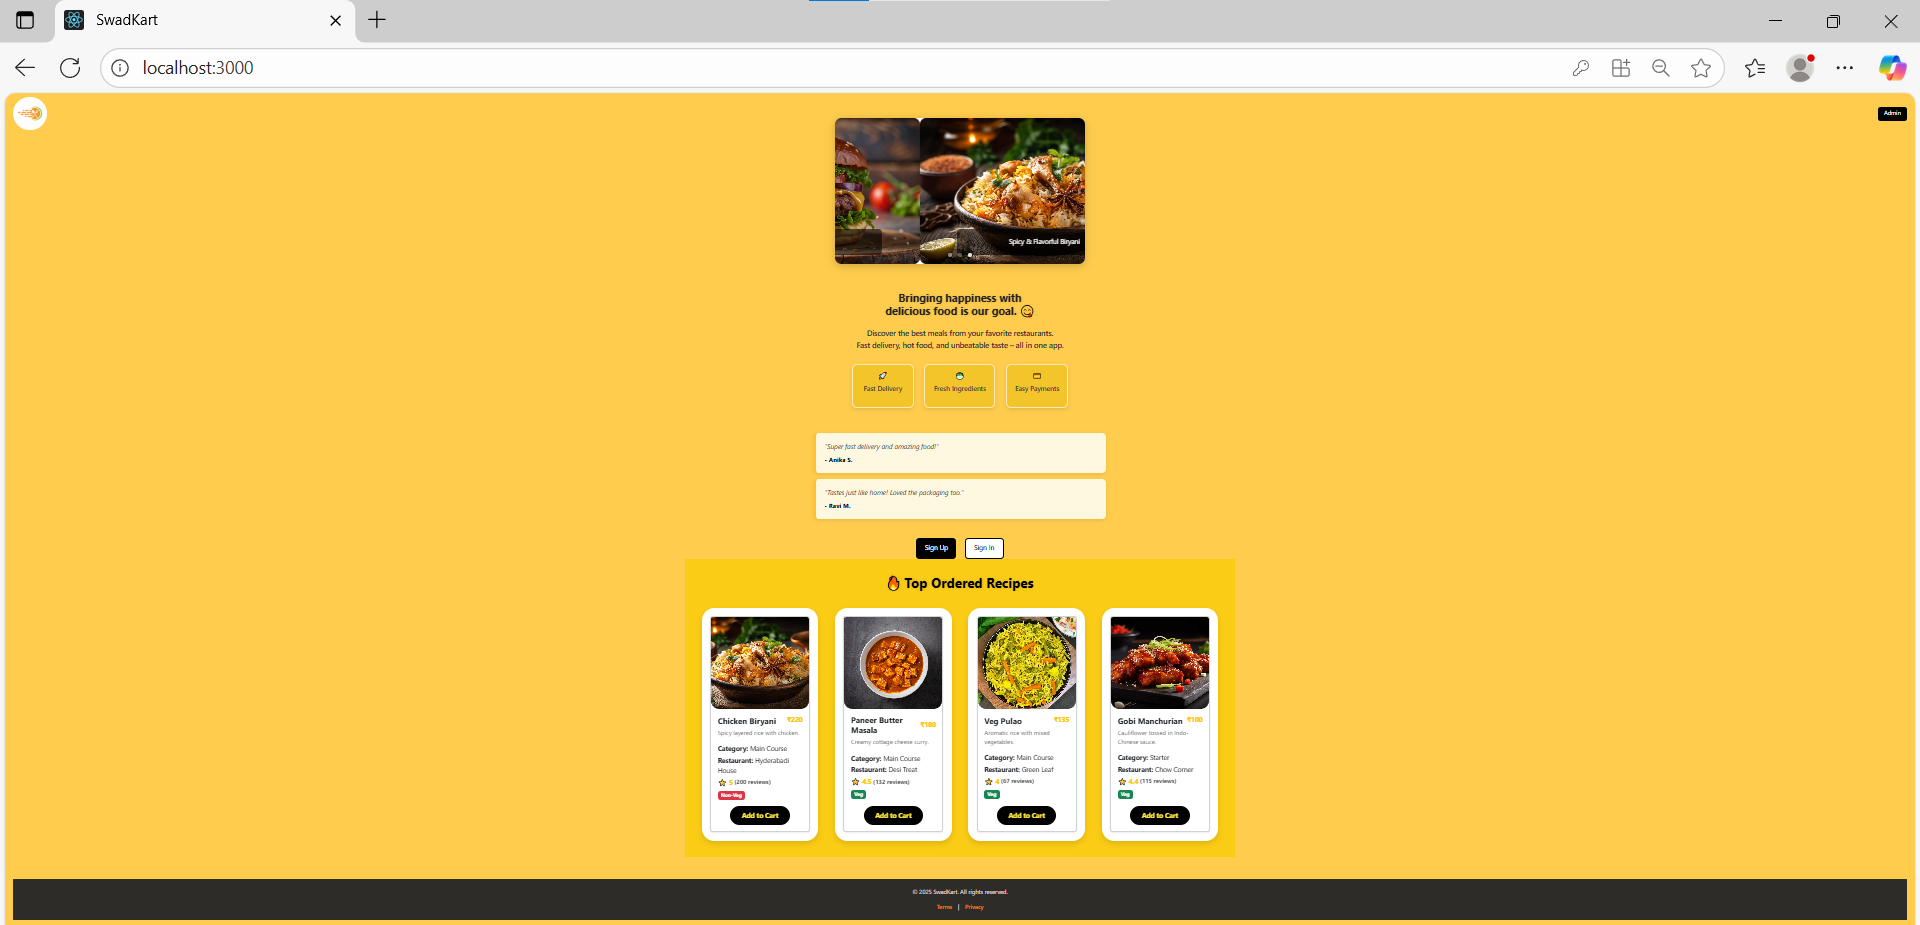 SwadKart
localhost:3000
Admin
Spicy & Flavorful Biryani
Bringing happiness with
delicious food is our goal. 😋
Discover the best meals from your favorite restaurants.
Fast delivery, hot food, and unbeatable taste – all in one app.
Fast Delivery
Fresh Ingredients
Easy Payments
"Super fast delivery and amazing food!"
- Anika S.
"Tastes just like home! Loved the packaging too."
- Ravi M.
Sign Up
Sign In
🔥 Top Ordered Recipes
Chicken Biryani ₹220
Spicy layered rice with chicken.
Category: Main Course
Restaurant: Hyderabadi
House
⭐ 5 (200 reviews)
Non-Veg
Add to Cart
Paneer Butter
Masala ₹180
Creamy cottage cheese curry.
Category: Main Course
Restaurant: Desi Treat
⭐ 4.5 (132 reviews)
Veg
Add to Cart
Veg Pulao ₹135
Aromatic rice with mixed
vegetables.
Category: Main Course
Restaurant: Green Leaf
⭐ 4 (67 reviews)
Veg
Add to Cart
Gobi Manchurian ₹100
Cauliflower tossed in Indo-
Chinese sauce.
Category: Starter
Restaurant: Chow Corner
⭐ 4.4 (115 reviews)
Veg
Add to Cart
© 2025 SwadKart. All rights reserved.
Terms | Privacy